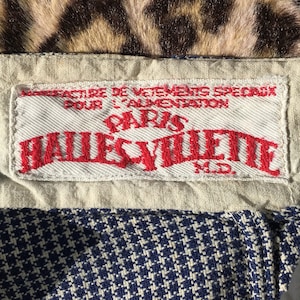 MANUFACTURE DE VETEMENTS SPECIAUX
POUR L'ALIMENTATION
PARIS
HALLES-VILLETTE
M.D.